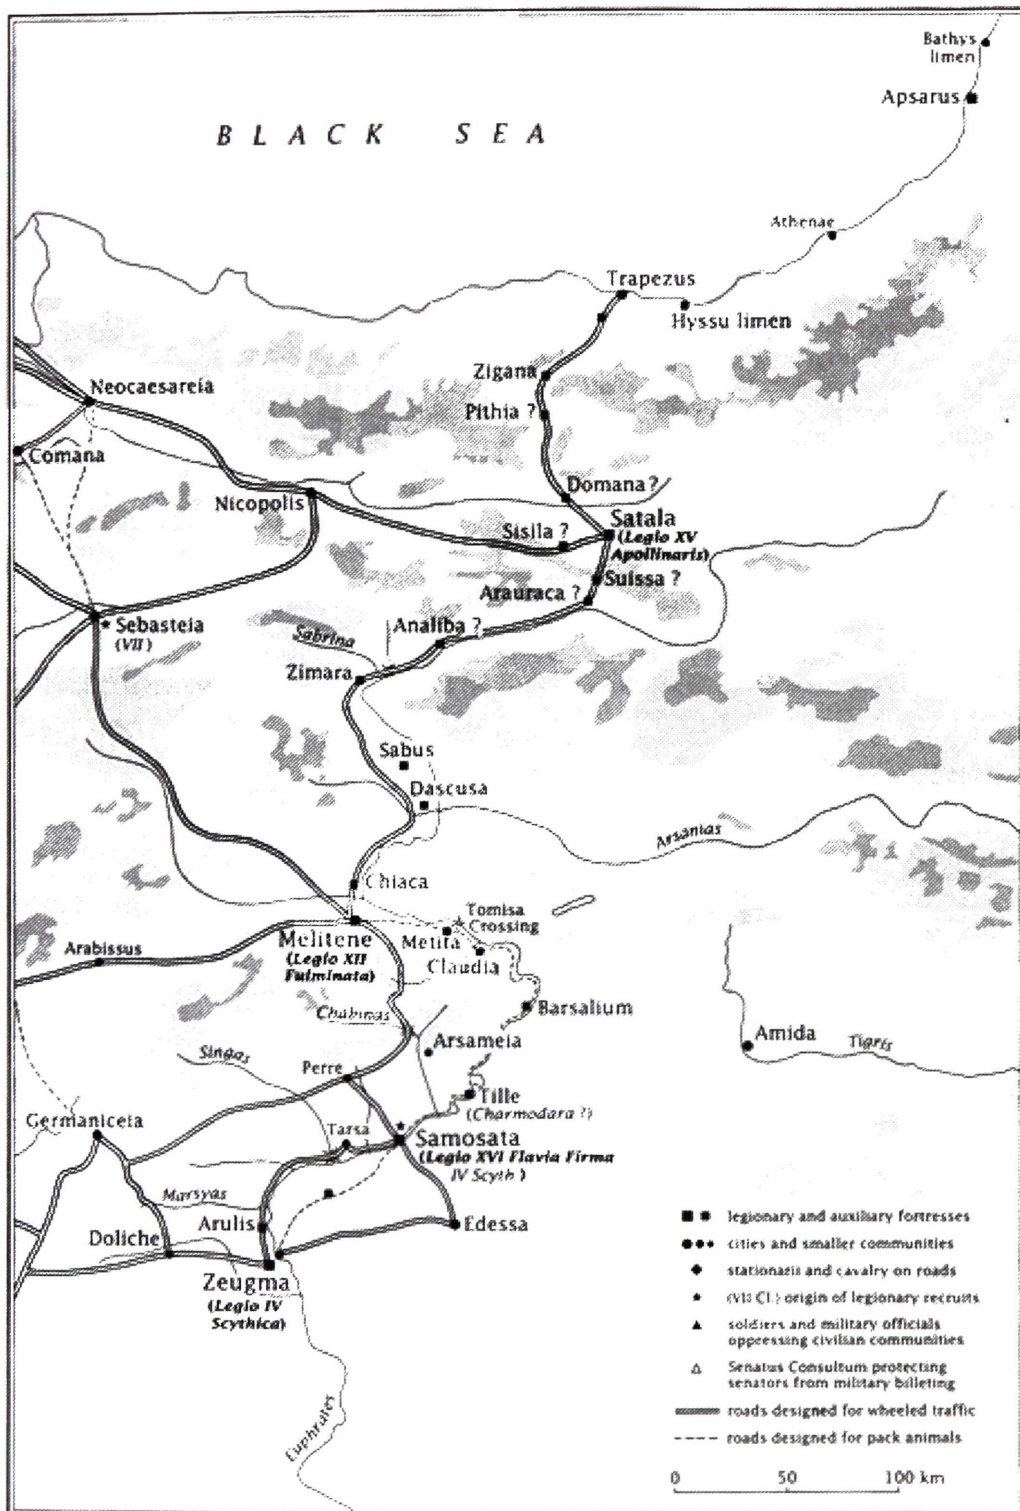 Bathys
limen
Apsarus
BLACK SEA
Athenae
Trapezus
Hyssu limen
Zigana
Neocaesareia
Pithia ?
Comana
Domana ?
Nicopolis
Satala
(Legio XV
Apollinaris)
Sisila ?
Suissa ?
Arauraca ?
Sebasteia
(VII)
Sabrina
Analiba ?
Zimara
Sabus
Dascusa
Arsanias
Chiaca
Tomisa
Crossing
Melitene
(Legio XII
Fulminata)
Metita
Claudia
Arabissus
Chabinas
Barsalium
Singas
Arsameia
Amida
Tigris
Perre
Tille
(Charmodara ?)
Germaniceia
Tarsa
Samosata
(Legio XVI Flavia Firma
IV Scyth )
Marsyas
Arulis
Edessa
Doliche
Zeugma
(Legio IV
Scythica)
Euphrates
legionary and auxiliary fortresses
cities and smaller communities
stationarii and cavalry on roads
(VII Cl.) origin of legionary recruits
soldiers and military officials
oppressing civilian communities
Senatus Consultum protecting
senators from military billeting
roads designed for wheeled traffic
roads designed for pack animals
0 50 100 km